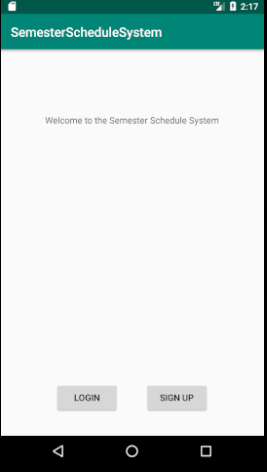 2:17
SemesterScheduleSystem
Welcome to the Semester Schedule System
LOGIN SIGN UP